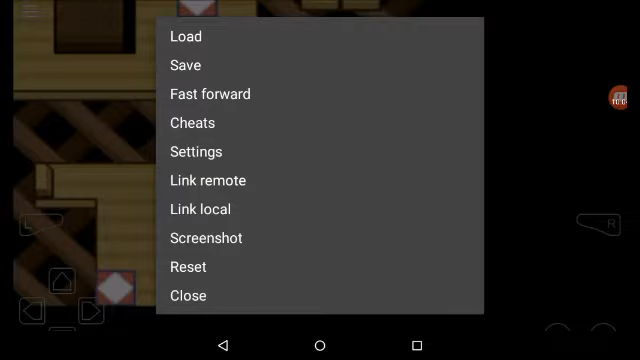 Load
Save
Fast forward
Cheats
Settings
Link remote
Link local
Screenshot
Reset
Close
L
R